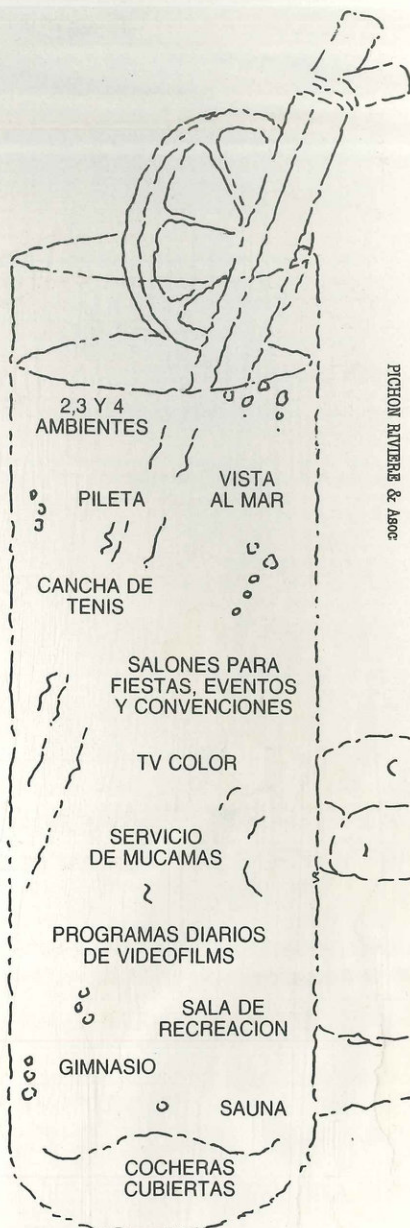 2,3 Y 4
AMBIENTES
VISTA
AL MAR
PILETA
CANCHA DE
TENIS
SALONES PARA
FIESTAS, EVENTOS
Y CONVENCIONES
TV COLOR
SERVICIO
DE MUCAMAS
PROGRAMAS DIARIOS
DE VIDEOFILMS
SALA DE
RECREACION
GIMNASIO
SAUNA
COCHERAS
CUBIERTAS
PICHON RIVIERE & Asoc